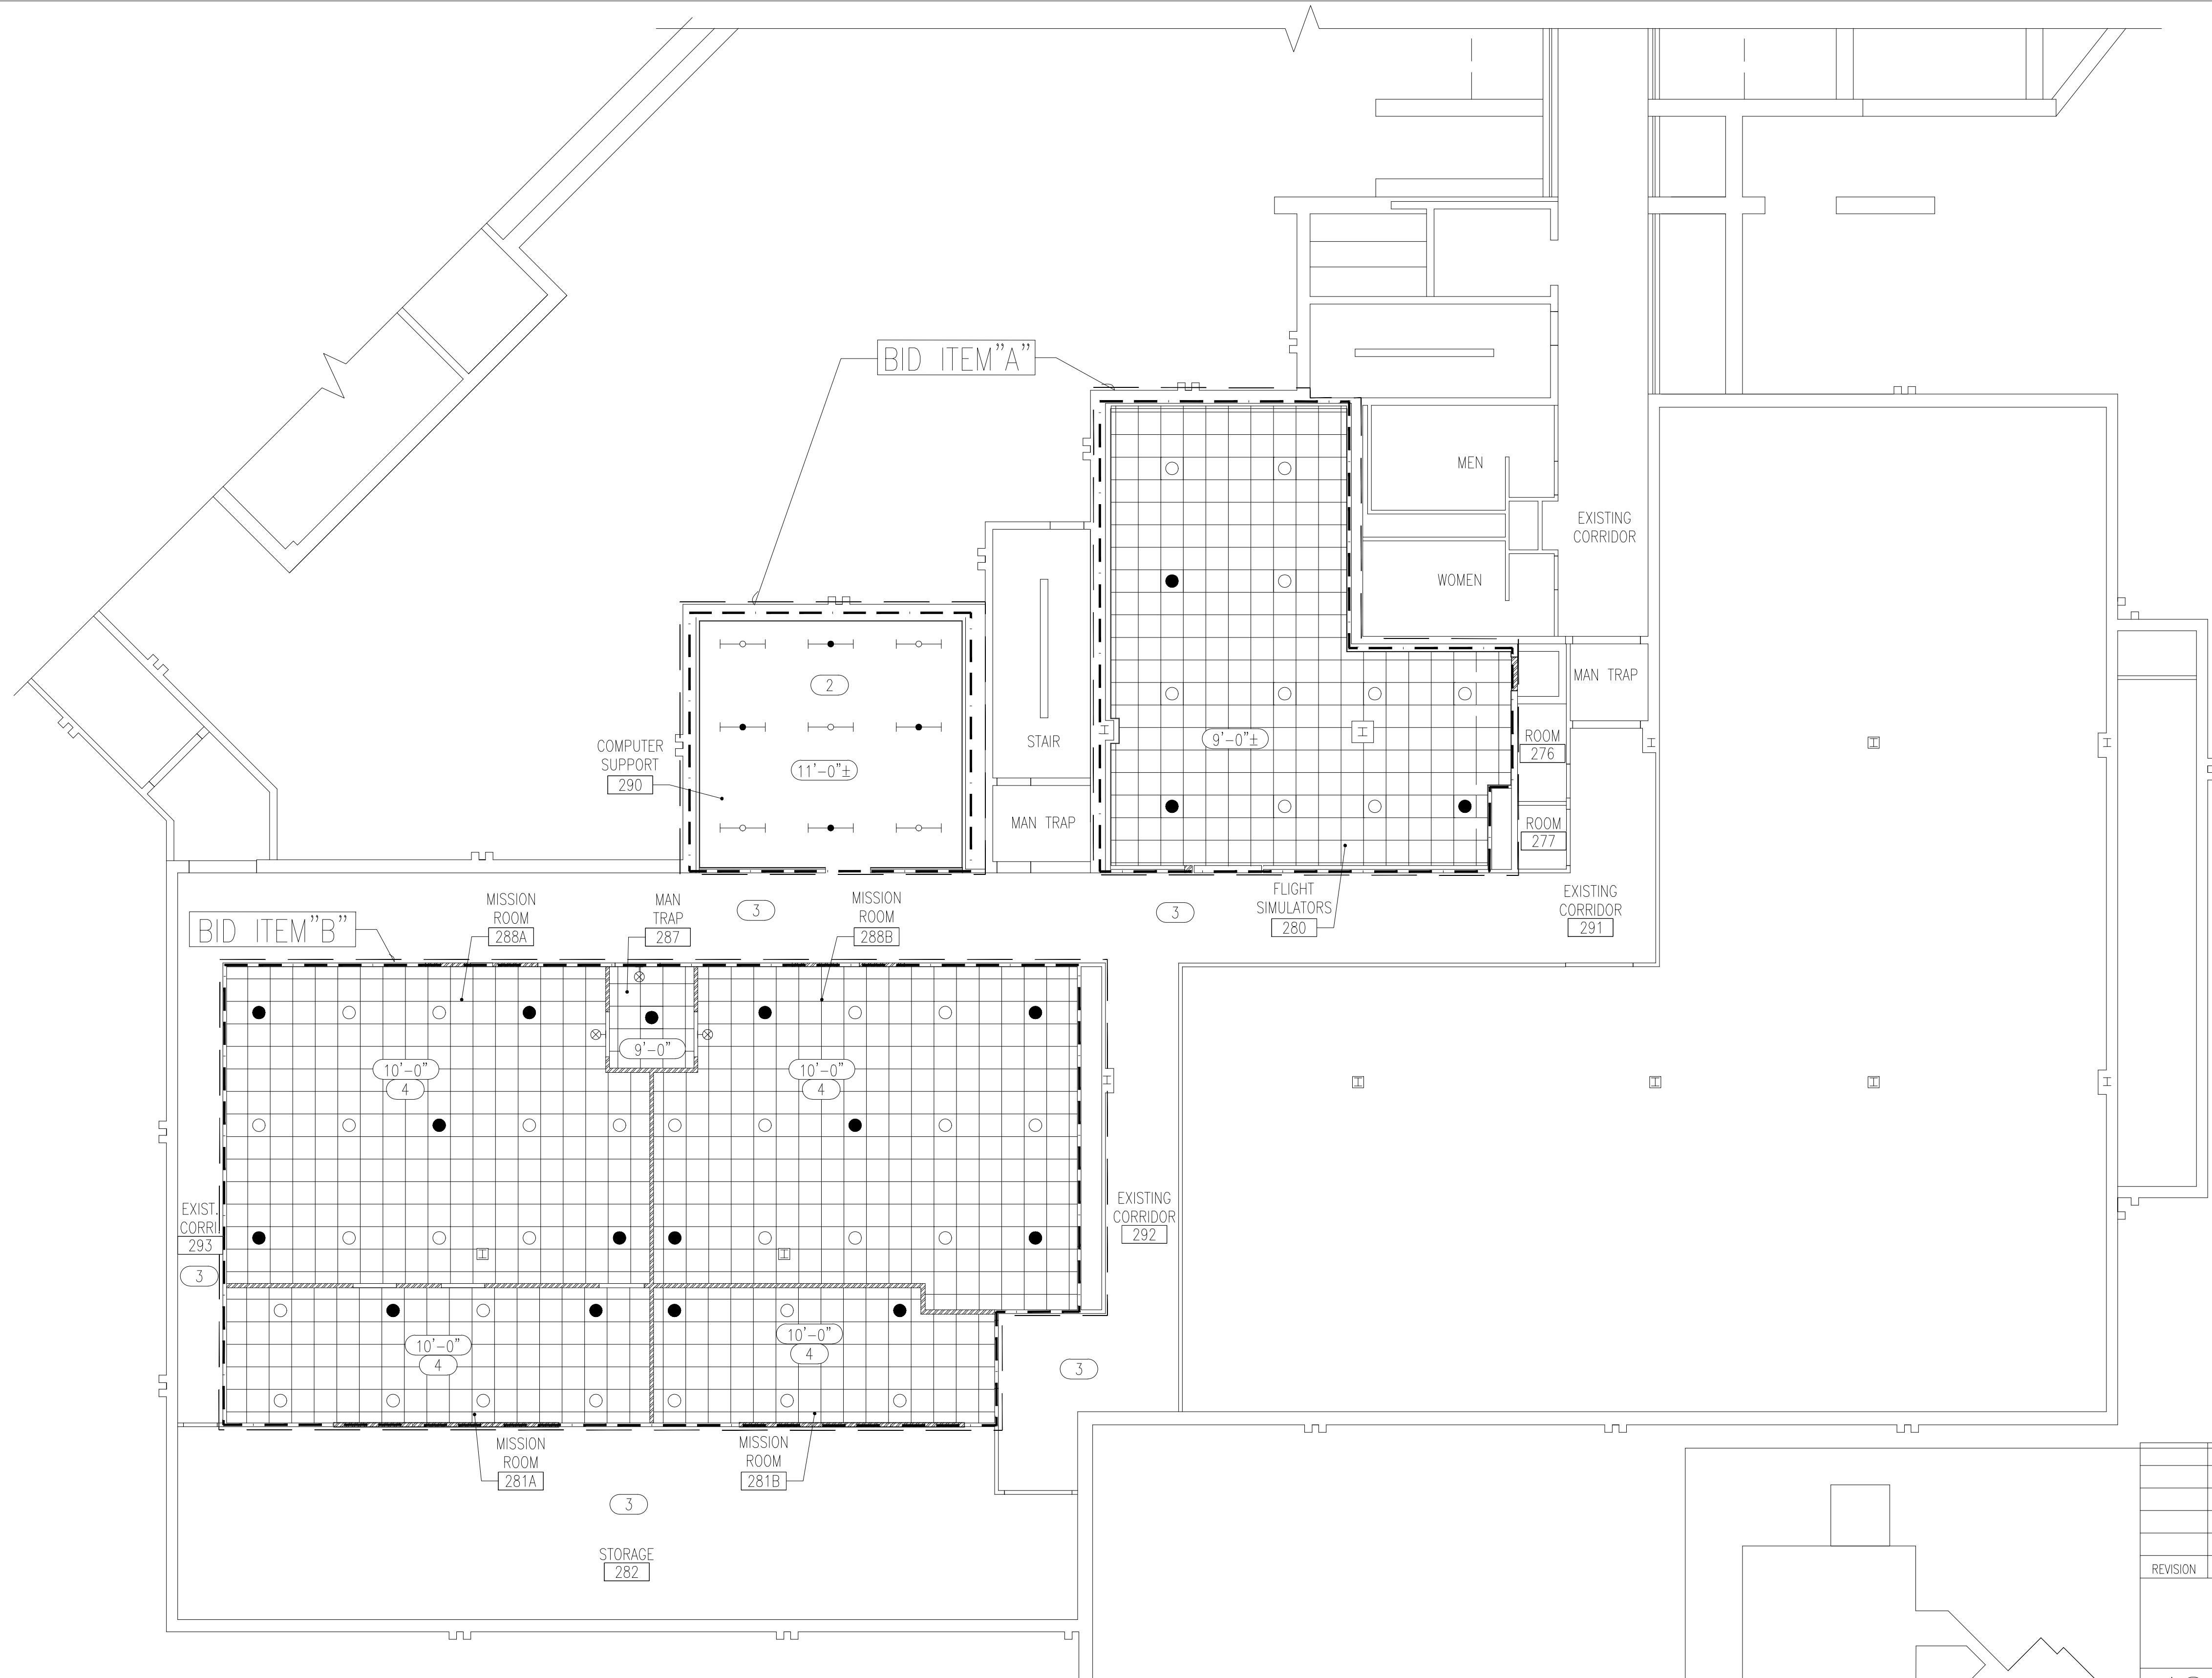 BID ITEM"A"
MEN
EXISTING
CORRIDOR
WOMEN
MAN TRAP
2
COMPUTER
SUPPORT
290
11'-0"±
STAIR
MAN TRAP
9'-0"±
ROOM
276
ROOM
277
FLIGHT
SIMULATORS
280
EXISTING
CORRIDOR
291
3
3
BID ITEM"B"
MISSION
ROOM
288A
MAN
TRAP
287
MISSION
ROOM
288B
9'-0"
10'-0"
4
10'-0"
4
EXIST.
CORRI.
293
3
EXISTING
CORRIDOR
292
10'-0"
4
10'-0"
4
3
MISSION
ROOM
281A
MISSION
ROOM
281B
3
STORAGE
282
REVISION